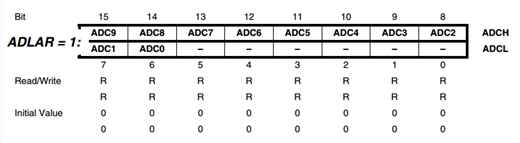 Bit 15 14 13 12 11 10 9 8
ADLAR = 1: ADC9 ADC8 ADC7 ADC6 ADC5 ADC4 ADC3 ADC2 ADCH
ADC1 ADC0 – – – – – – ADCL
7 6 5 4 3 2 1 0
Read/Write R R R R R R R R
R R R R R R R R
Initial Value 0 0 0 0 0 0 0 0
0 0 0 0 0 0 0 0